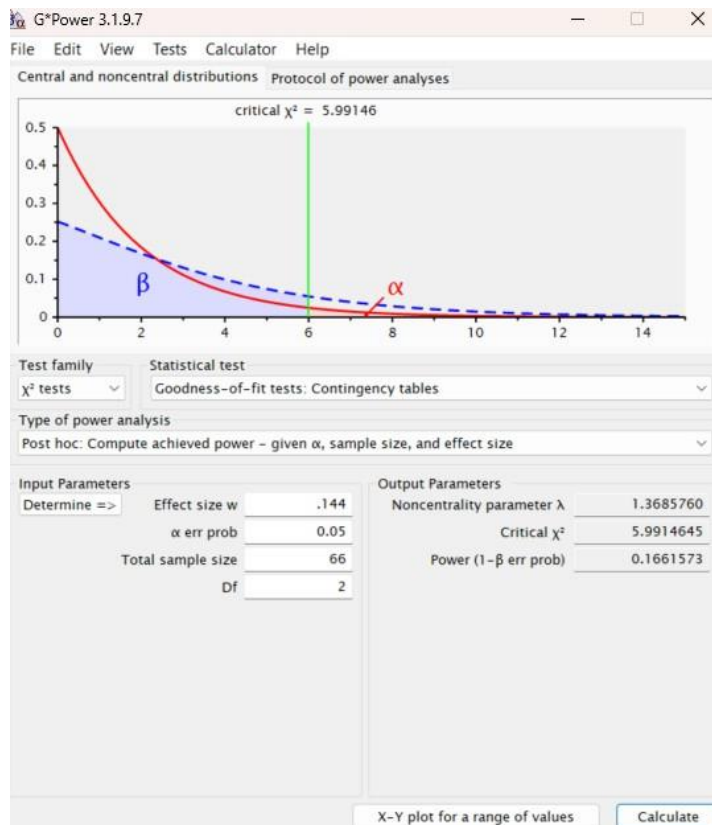 G*Power 3.1.9.7
File Edit View Tests Calculator Help
Central and noncentral distributions Protocol of power analyses
critical χ² = 5.99146
0.5
0.4
0.3
0.2
0.1
0
β
α
0 2 4 6 8 10 12 14
Test family Statistical test
χ² tests Goodness-of-fit tests: Contingency tables
Type of power analysis
Post hoc: Compute achieved power - given α, sample size, and effect size
Input Parameters Output Parameters
Determine => Effect size w .144 Noncentrality parameter λ 1.3685760
α err prob 0.05 Critical χ² 5.9914645
Total sample size 66 Power (1-β err prob) 0.1661573
Df 2
X-Y plot for a range of values Calculate